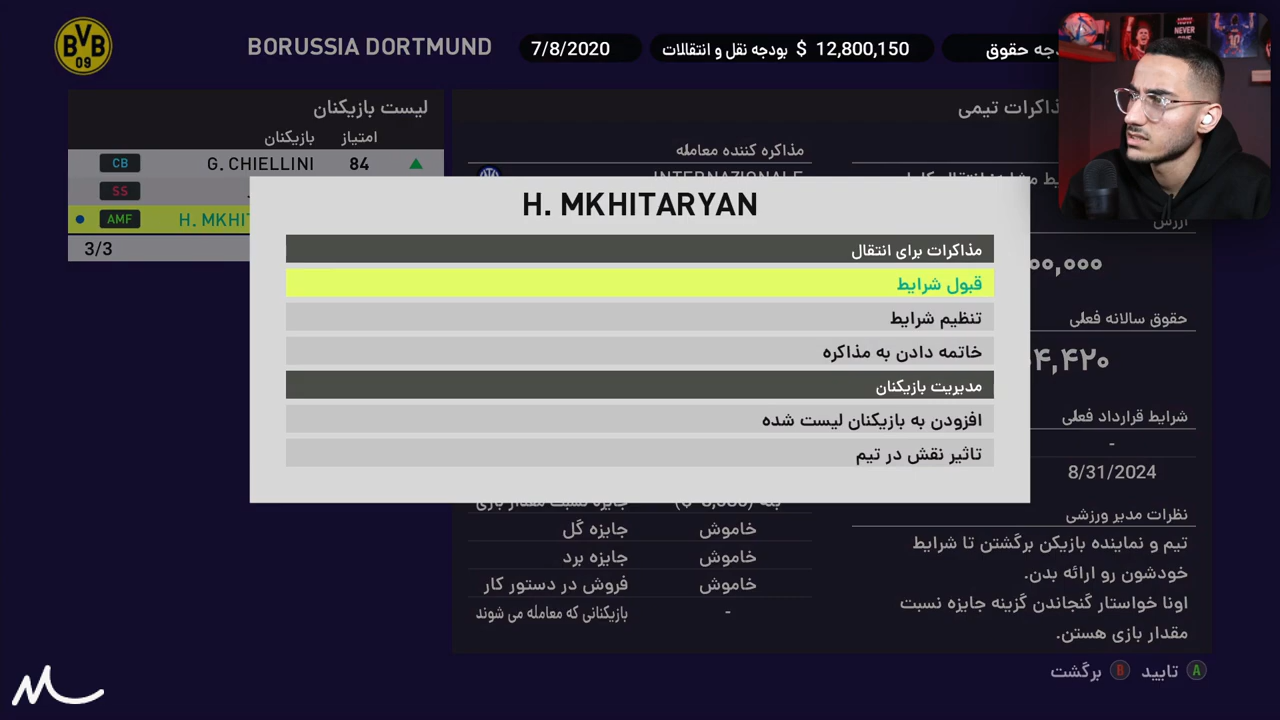 BORUSSIA DORTMUND
7/8/2020
بودجه نقل و انتقالات $ 12,800,150
حقوق
BVB
09
لیست بازیکنان
بازیکنان امتیاز
CB G. CHIELLINI 84
SS
AMF H. MKHIT
3/3
تیمی
مذاکره کننده معامله
INTERNAZIONALE
ارزش
حقوق سالانه فعلی
۴,۴۲۰
شرایط قرارداد فعلی
-
8/31/2024
H. MKHITARYAN
مذاکرات برای انتقال
قبول شرایط
تنظیم شرایط
خاتمه دادن به مذاکره
مدیریت بازیکنان
افزودن به بازیکنان لیست شده
تاثیر نقش در تیم
جایزه گل خاموش
جایزه برد خاموش
فروش در دستور کار خاموش
بازیکنانی که معامله می شوند -
نظرات مدیر ورزشی
تیم و نماینده بازیکن برگشتن تا شرایط
خودشون رو ارائه بدن.
اونا خواستار گنجاندن گزینه جایزه نسبت
مقدار بازی هستن.
A تایید B برگشت
NOW
NEVER